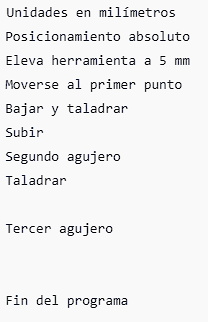 Unidades en milímetros
Posicionamiento absoluto
Eleva herramienta a 5 mm
Moverse al primer punto
Bajar y taladrar
Subir
Segundo agujero
Taladrar
Tercer agujero
Fin del programa